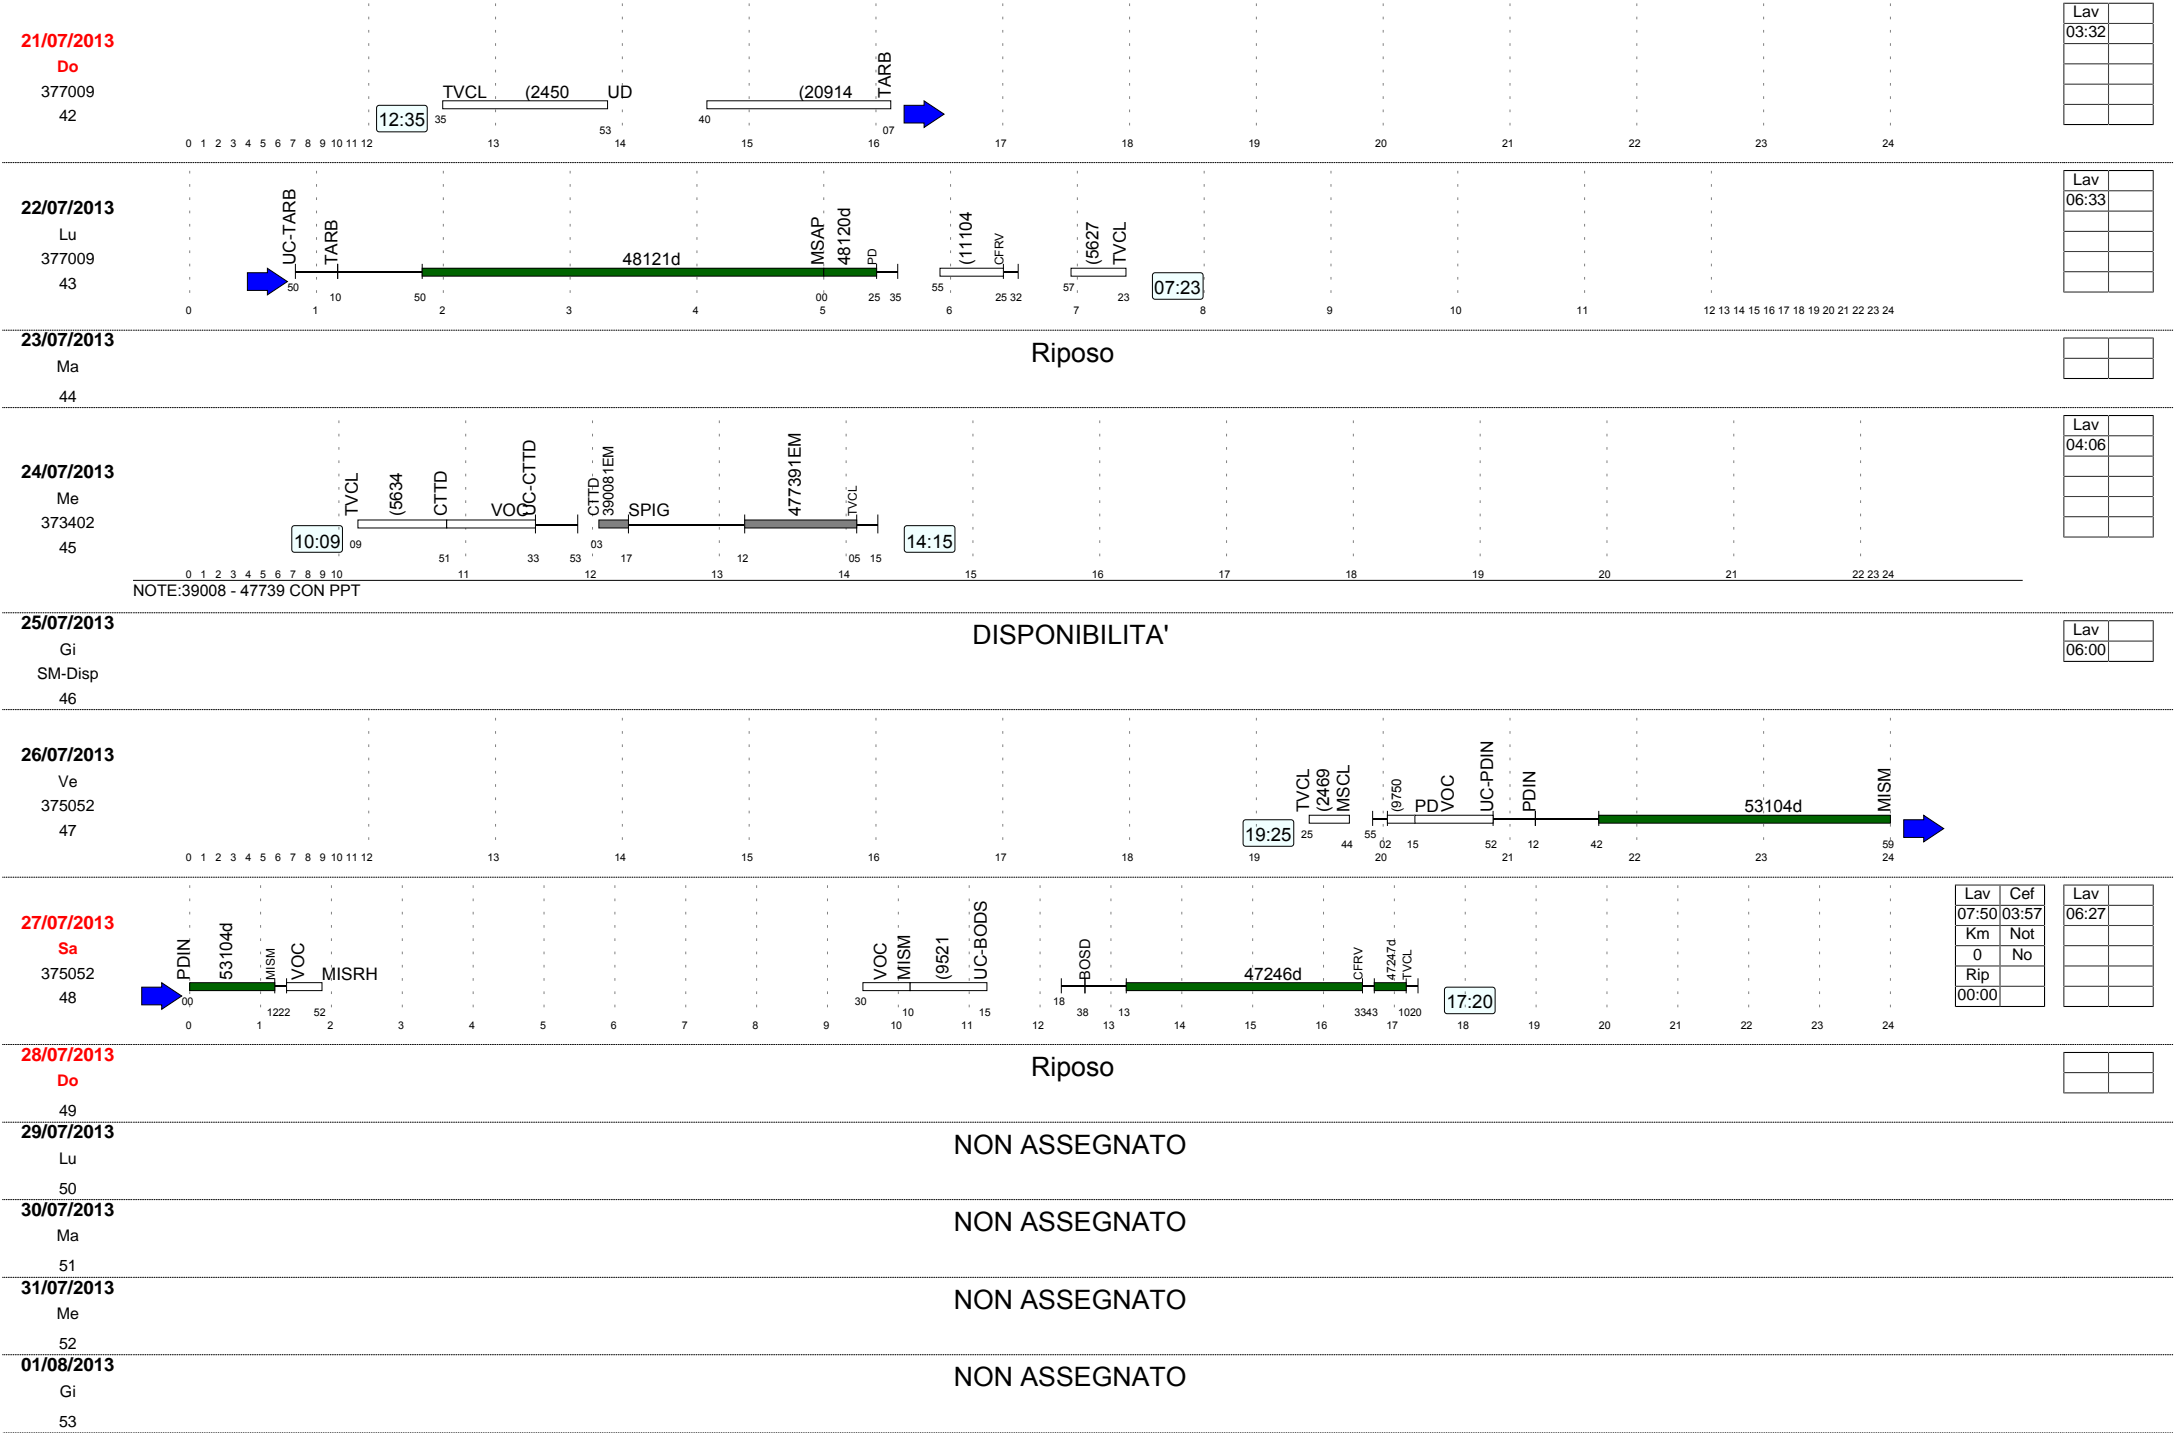 21/07/2013
Do
377009
42
12:35
TVCL (2450 UD (20914 TARB
35 53 40 07
0 1 2 3 4 5 6 7 8 9 10 11 12 13 14 15 16 17 18 19 20 21 22 23 24
Lav
03:32
22/07/2013
Lu
377009
43
UC-TARB TARB 48121d MSAP 48120d PD (11104 CFRV (5627 TVCL
07:23
50 10 50 00 25 35 55 25 32 57 23
0 1 2 3 4 5 6 7 8 9 10 11 12 13 14 15 16 17 18 19 20 21 22 23 24
Lav
06:33
23/07/2013
Ma
44
Riposo
24/07/2013
Me
373402
45
10:09
TVCL (5634 CTTD VOC UC-CTTD CTTD 390081EM SPIG 477391EM TVCL
14:15
09 51 33 53 03 17 12 05 15
0 1 2 3 4 5 6 7 8 9 10 11 12 13 14 15 16 17 18 19 20 21 22 23 24
NOTE:39008 - 47739 CON PPT
Lav
04:06
25/07/2013
Gi
SM-Disp
46
DISPONIBILITA'
Lav
06:00
26/07/2013
Ve
375052
47
19:25
TVCL (2469 MSCL (9750 PD VOC UC-PDIN PDIN 53104d MISM
25 44 55 02 15 52 12 42 59
0 1 2 3 4 5 6 7 8 9 10 11 12 13 14 15 16 17 18 19 20 21 22 23 24
27/07/2013
Sa
375052
48
PDIN 53104d MISM VOC MISRH VOC MISM (9521 UC-BODS BOSD 47246d CFRV 47247d TVCL
17:20
00 1222 52 30 10 15 18 38 13 3343 1020
0 1 2 3 4 5 6 7 8 9 10 11 12 13 14 15 16 17 18 19 20 21 22 23 24
Lav Cef
07:50 03:57
Km Not
0 No
Rip
00:00
Lav
06:27
28/07/2013
Do
49
Riposo
29/07/2013
Lu
50
NON ASSEGNATO
30/07/2013
Ma
51
NON ASSEGNATO
31/07/2013
Me
52
NON ASSEGNATO
01/08/2013
Gi
53
NON ASSEGNATO